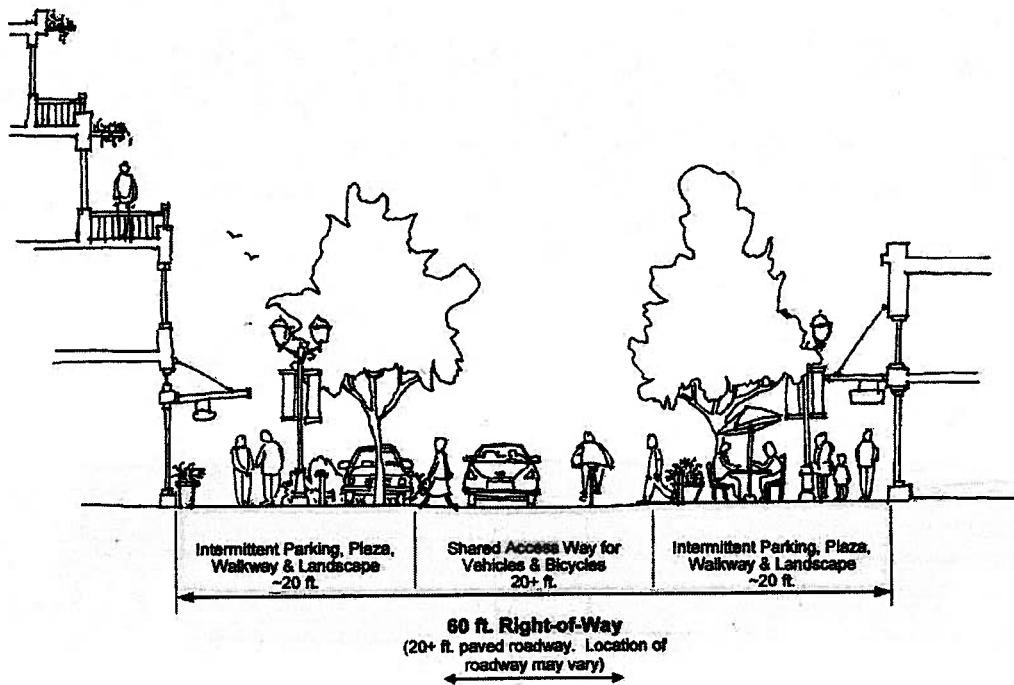 Intermittent Parking, Plaza,
Walkway & Landscape
~20 ft.
Shared Access Way for
Vehicles & Bicycles
20+ ft.
Intermittent Parking, Plaza,
Walkway & Landscape
~20 ft.
60 ft. Right-of-Way
(20+ ft. paved roadway. Location of
roadway may vary)